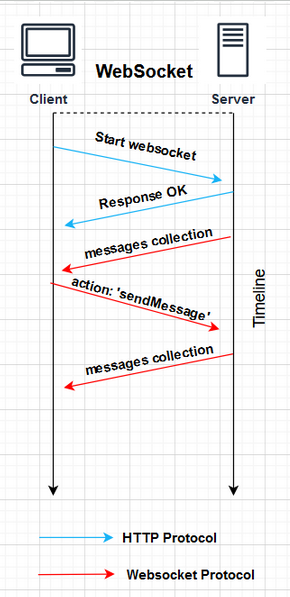 WebSocket
Client
Server
Start websocket
Response OK
messages collection
action: 'sendMessage'
messages collection
Timeline
HTTP Protocol
Websocket Protocol